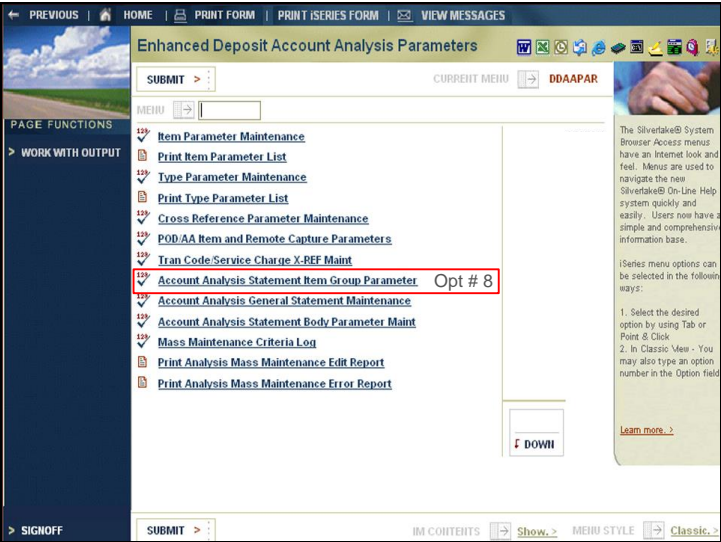 PREVIOUS | HOME | PRINT FORM | PRINT iSERIES FORM | VIEW MESSAGES
Enhanced Deposit Account Analysis Parameters
SUBMIT >
CURRENT MENU DDAAPAR
MENU
PAGE FUNCTIONS
> WORK WITH OUTPUT
Item Parameter Maintenance
Print Item Parameter List
Type Parameter Maintenance
Print Type Parameter List
Cross Reference Parameter Maintenance
POD/AA Item and Remote Capture Parameters
Tran Code/Service Charge X-REF Maint
Account Analysis Statement Item Group Parameter Opt # 8
Account Analysis General Statement Maintenance
Account Analysis Statement Body Parameter Maint
Mass Maintenance Criteria Log
Print Analysis Mass Maintenance Edit Report
Print Analysis Mass Maintenance Error Report
DOWN
The Silverlake® System
Browser Access menus
have an Internet look and
feel. Menus are used to
navigate the new
Silverlake® On-Line Help
system quickly and
easily. Users now have a
simple and comprehensive
information base.
iSeries menu options can
be selected in the followin
ways:
1. Select the desired
option by using Tab or
Point & Click
2. In Classic View - You
may also type an option
number in the Option field
Learn more. >
> SIGNOFF
SUBMIT >
IM CONTENTS Show. > MENU STYLE Classic. >